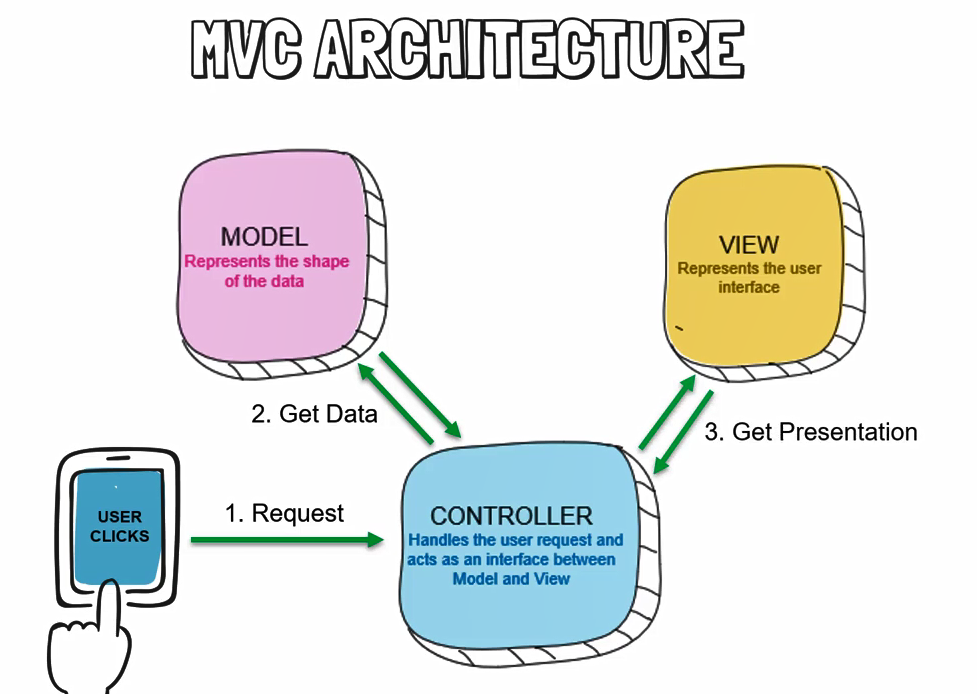 MVC ARCHITECTURE
MODEL
Represents the shape
of the data
VIEW
Represents the user
interface
2. Get Data
3. Get Presentation
USER
CLICKS
1. Request
CONTROLLER
Handles the user request and
acts as an interface between
Model and View